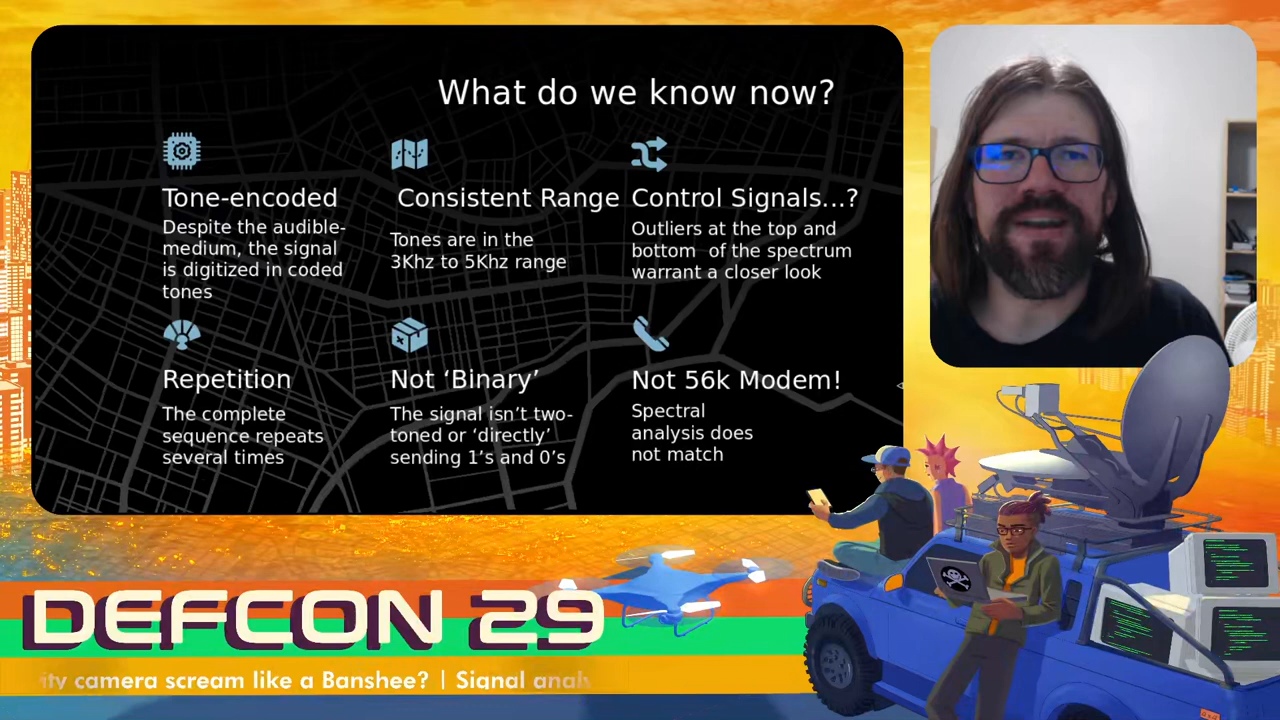 What do we know now?
Tone-encoded
Despite the audible-
medium, the signal
is digitized in coded
tones
Consistent Range
Tones are in the
3Khz to 5Khz range
Control Signals...?
Outliers at the top and
bottom of the spectrum
warrant a closer look
Repetition
The complete
sequence repeats
several times
Not ‘Binary’
The signal isn’t two-
toned or ‘directly’
sending 1’s and 0’s
Not 56k Modem!
Spectral
analysis does
not match
DEFCON 29
ity camera scream like a Banshee? | Signal analy